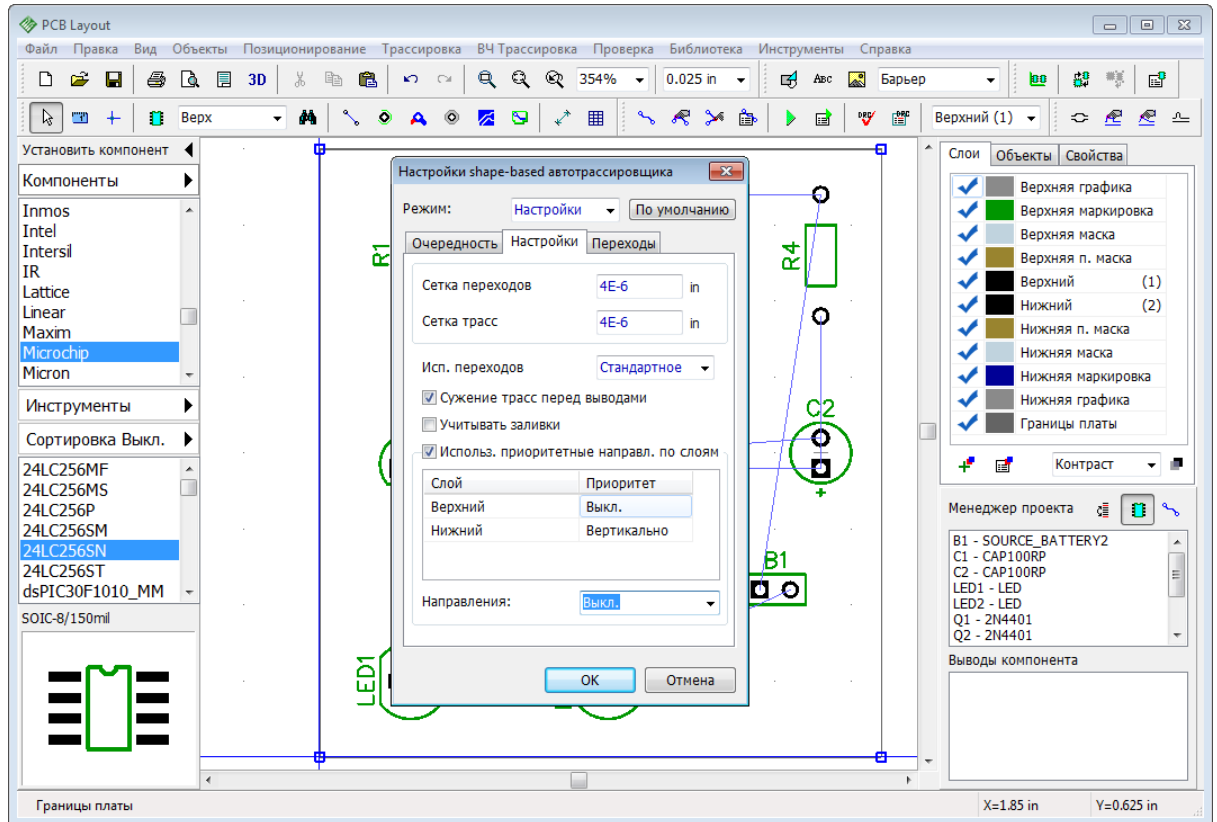 PCB Layout
Файл Правка Вид Объекты Позиционирование Трассировка ВЧ Трассировка Проверка Библиотека Инструменты Справка
3D 354% 0.025 in ABC Барьер
Верх DRC DRC Верхний (1)
Установить компонент
Компоненты
Inmos
Intel
Intersil
IR
Lattice
Linear
Maxim
Microchip
Micron
Инструменты
Сортировка Выкл.
24LC256MF
24LC256MS
24LC256P
24LC256SM
24LC256SN
24LC256ST
dsPIC30F1010_MM
SOIC-8/150mil
R1
R4
C2
+
B1
LED1
Настройки shape-based автотрассировщика
Режим: Настройки По умолчанию
Очередность Настройки Переходы
Сетка переходов 4E-6 in
Сетка трасс 4E-6 in
Исп. переходов Стандартное
Сужение трасс перед выводами
Учитывать заливки
Использ. приоритетные направл. по слоям
Слой Приоритет
Верхний Выкл.
Нижний Вертикально
Направления: Выкл.
OK Отмена
Слои Объекты Свойства
Верхняя графика
Верхняя маркировка
Верхняя маска
Верхняя п. маска
Верхний (1)
Нижний (2)
Нижняя п. маска
Нижняя маска
Нижняя маркировка
Нижняя графика
Границы платы
Контраст
Менеджер проекта
B1 - SOURCE_BATTERY2
C1 - CAP100RP
C2 - CAP100RP
LED1 - LED
LED2 - LED
Q1 - 2N4401
Q2 - 2N4401
Выводы компонента
Границы платы X=1.85 in Y=0.625 in